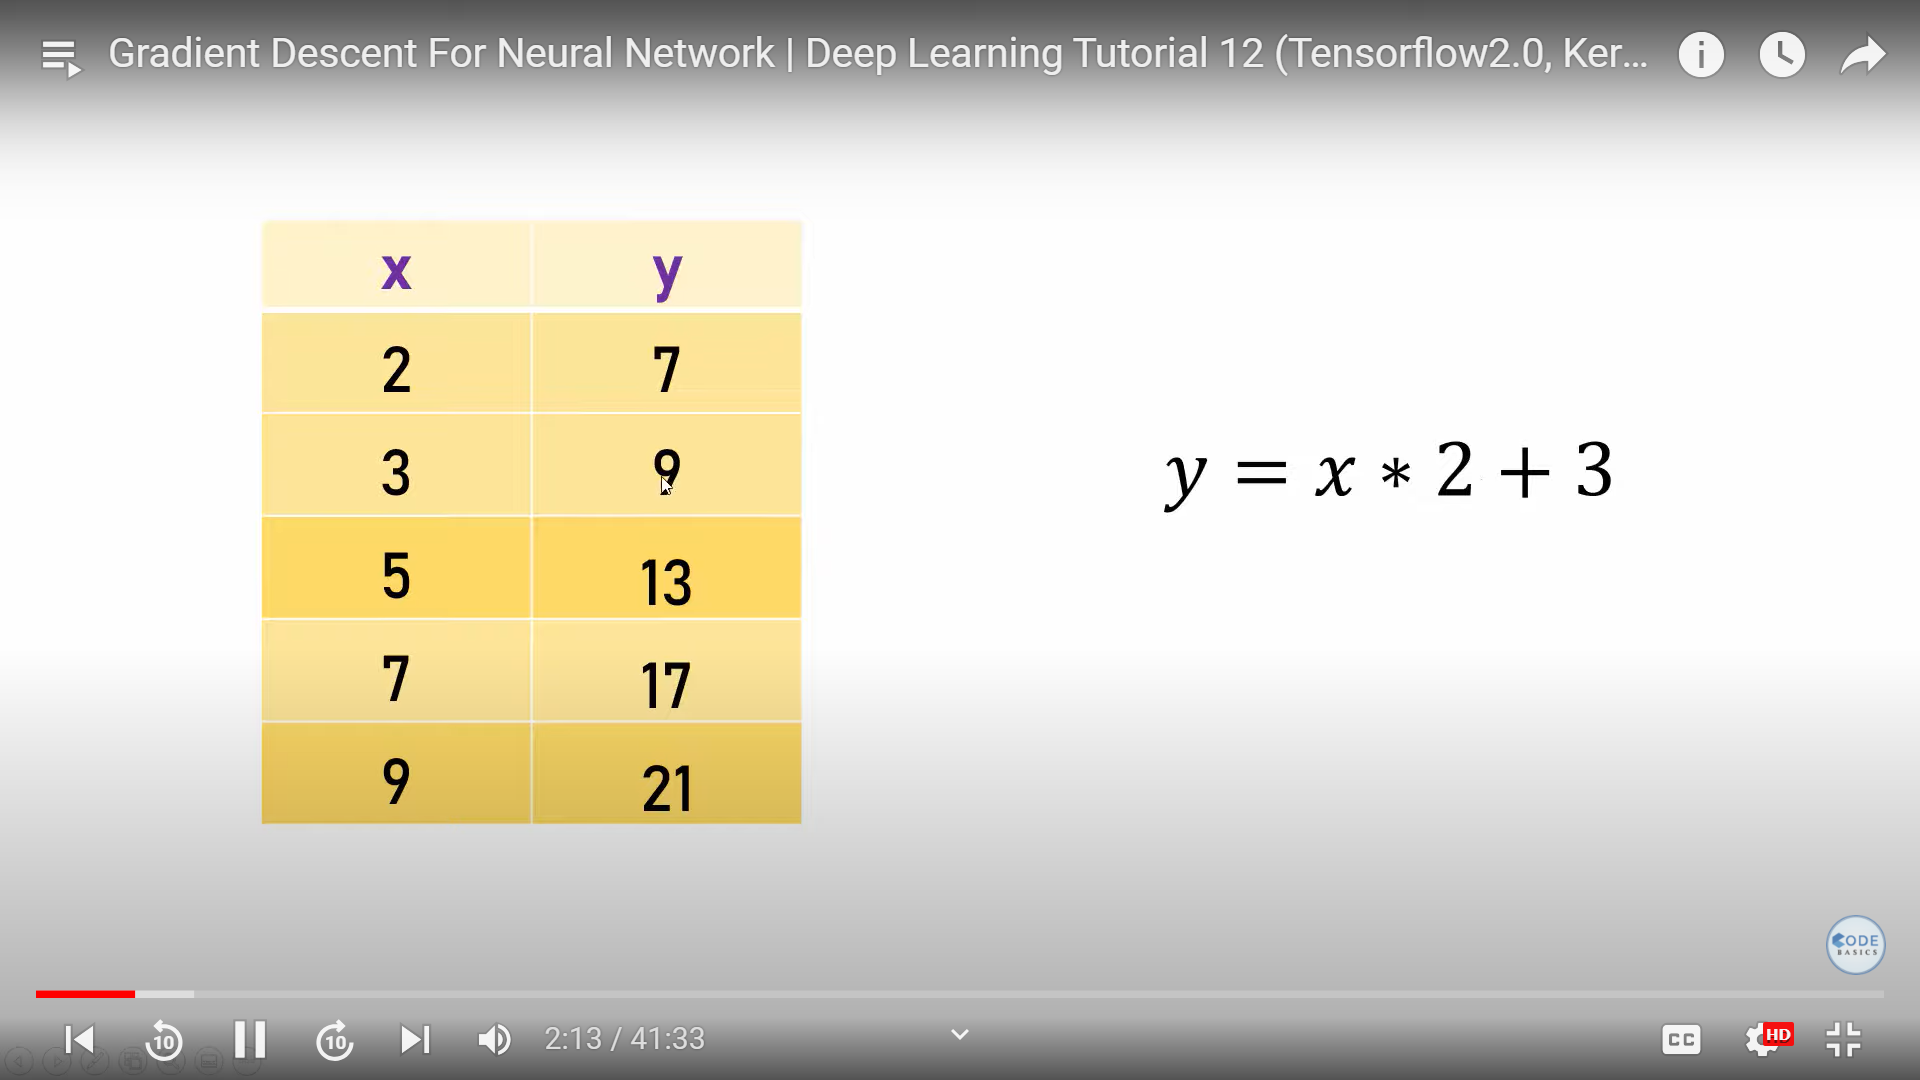 Gradient Descent For Neural Network | Deep Learning Tutorial 12 (Tensorflow2.0, Ker...
x y
2 7
3 9
5 13
7 17
9 21
y = x * 2 + 3
CODE
BASICS
10
10
2:13 / 41:33
CC
HD